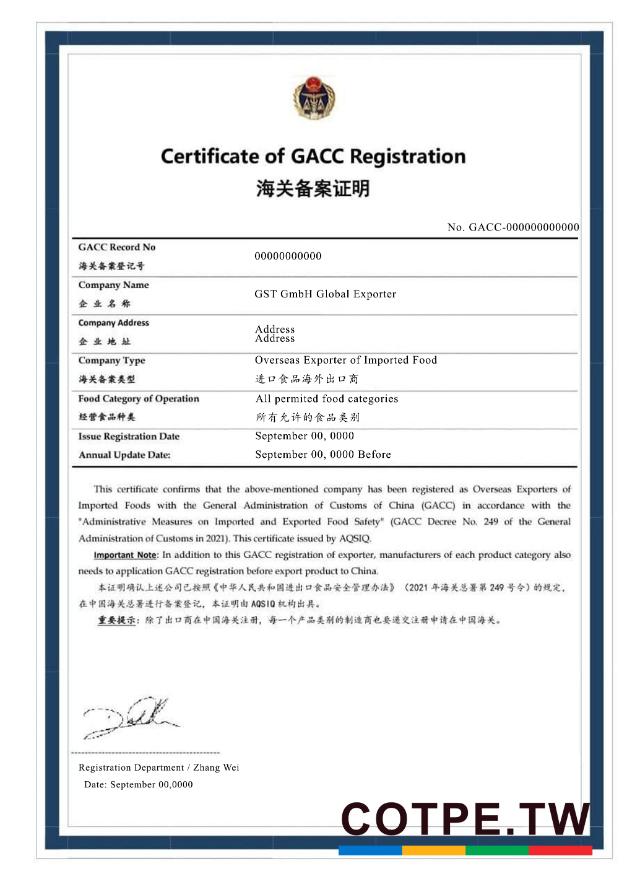 Certificate of GACC Registration
海关备案证明
No. GACC-000000000000
GACC Record No
海关备案登记号
00000000000
Company Name
企 业 名 称
GST GmbH Global Exporter
Company Address
企 业 地 址
Address
Address
Company Type
海关备案类型
Overseas Exporter of Imported Food
进口食品海外出口商
Food Category of Operation
经营食品种类
All permited food categories
所有允许的食品类别
Issue Registration Date
September 00, 0000
Annual Update Date:
September 00, 0000 Before
This certificate confirms that the above-mentioned company has been registered as Overseas Exporters of
Imported Foods with the General Administration of Customs of China (GACC) in accordance with the
"Administrative Measures on Imported and Exported Food Safety" (GACC Decree No. 249 of the General
Administration of Customs in 2021). This certificate issued by AQSIQ.
Important Note: In addition to this GACC registration of exporter, manufacturers of each product category also
needs to application GACC registration before export product to China.
本证明确认上述公司已按照《中华人民共和国进出口食品安全管理办法》（2021 年海关总署第 249 号令）的规定，
在中国海关总署进行备案登记，本证明由 AQSIQ 机构出具。
重要提示：除了出口商在中国海关注册，每一个产品类别的制造商也要递交注册申请在中国海关。
Registration Department / Zhang Wei
Date: September 00,0000
COTPE.TW